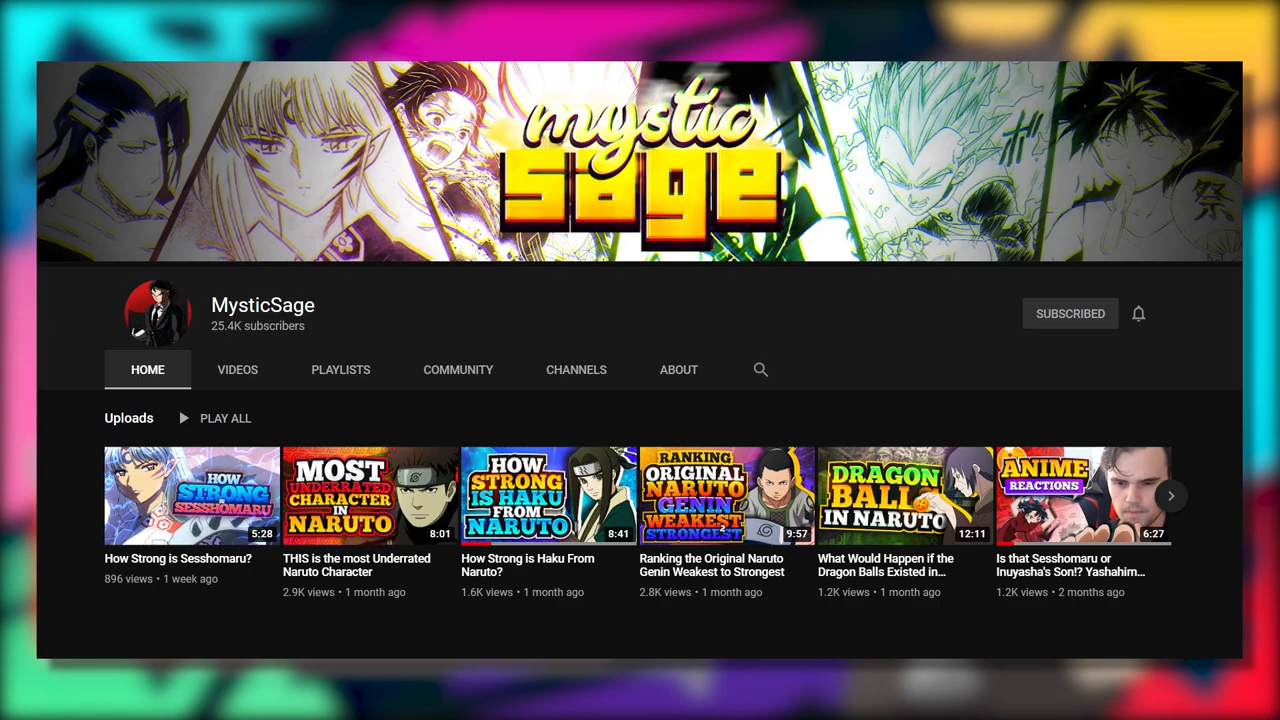 mystic
sage
ボ
祭
MysticSage
25.4K subscribers
SUBSCRIBED
HOME VIDEOS PLAYLISTS COMMUNITY CHANNELS ABOUT
Uploads PLAY ALL
HOW
STRONG
IS
SESSHOMARU
5:28
MOST
UNDERRATED
CHARACTER
IN
NARUTO
8:01
HOW
STRONG
IS HAKU
FROM
NARUTO
8:41
RANKING
ORIGINAL
NARUTO
GENIN
WEAKEST
2
STRONGEST
9:57
DRAGON
BALL
IN NARUTO
12:11
ANIME
REACTIONS
6:27
How Strong is Sesshomaru?
896 views • 1 week ago
THIS is the most Underrated
Naruto Character
2.9K views • 1 month ago
How Strong is Haku From
Naruto?
1.6K views • 1 month ago
Ranking the Original Naruto
Genin Weakest to Strongest
2.8K views • 1 month ago
What Would Happen if the
Dragon Balls Existed in...
1.2K views • 1 month ago
Is that Sesshomaru or
Inuyasha's Son!? Yashahim...
1.2K views • 2 months ago